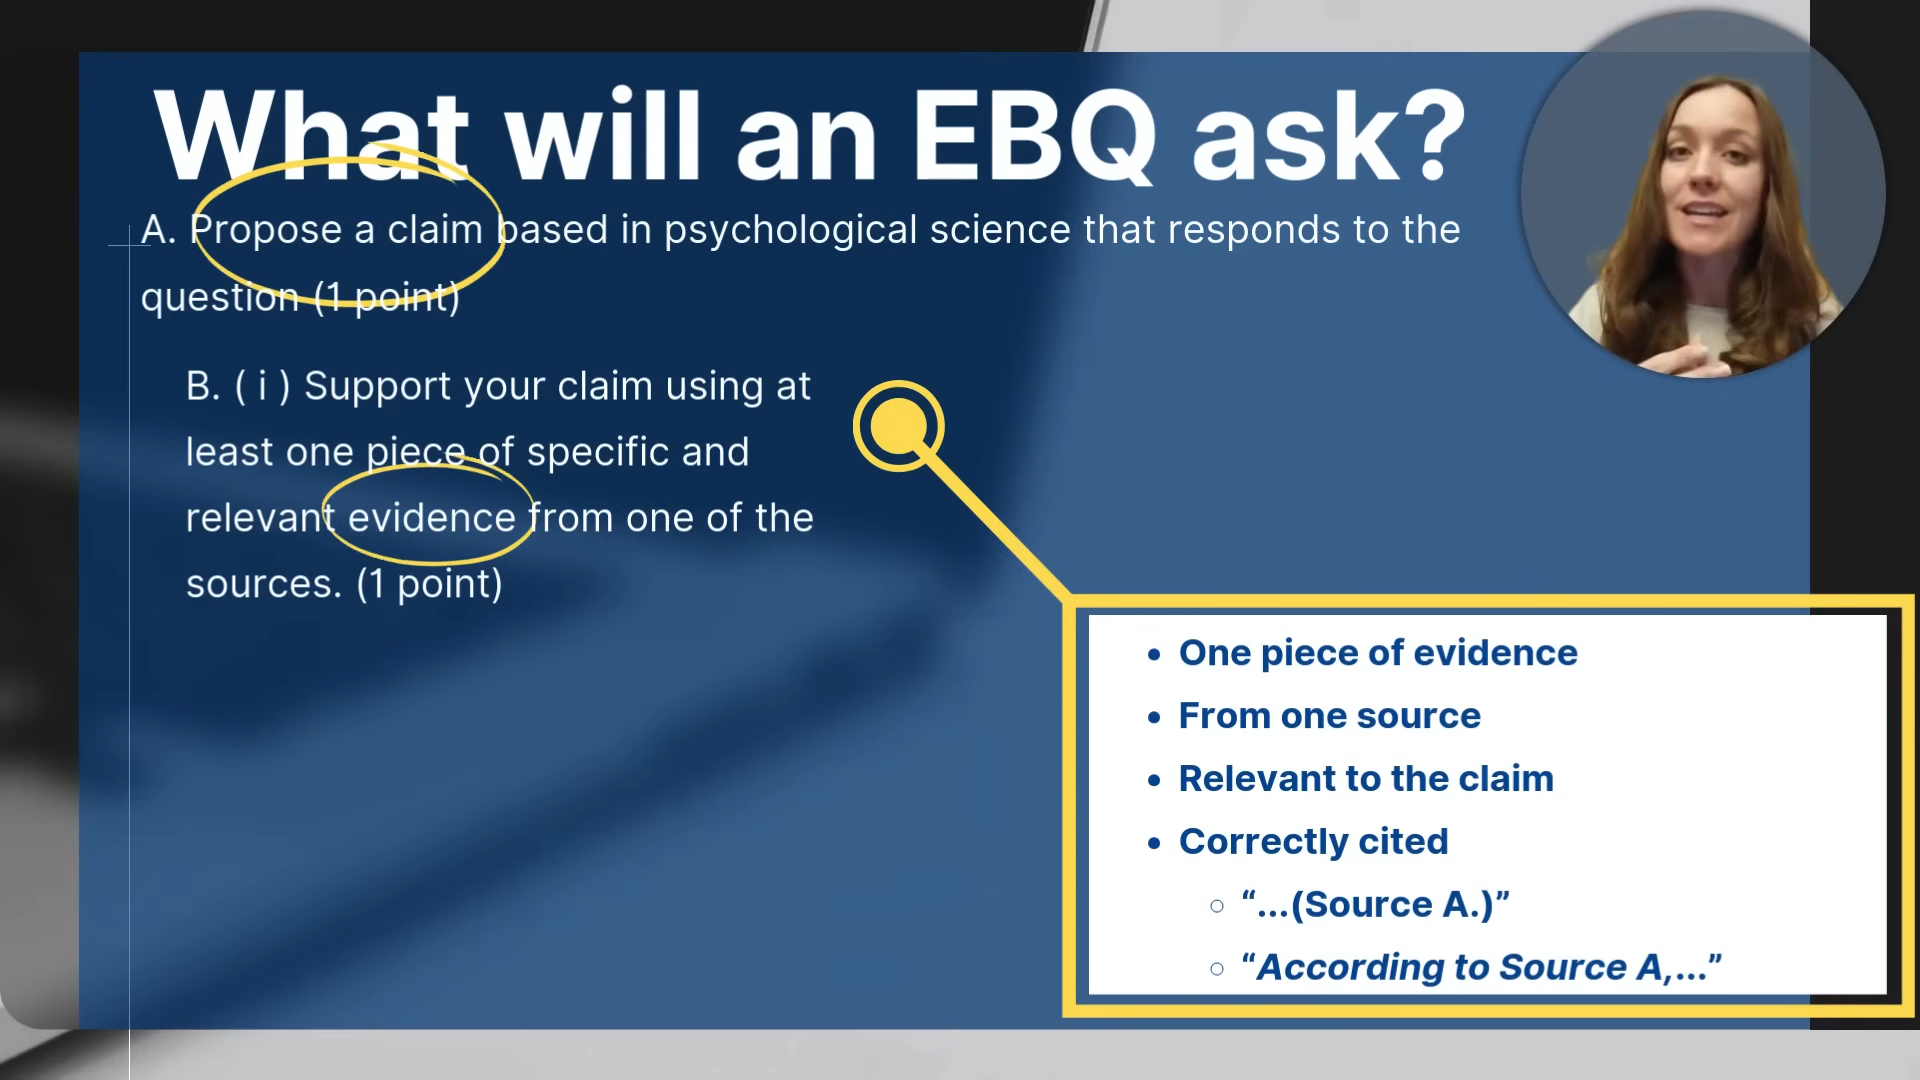 What will an EBQ ask?
A. Propose a claim based in psychological science that responds to the
question (1 point)
B. ( i ) Support your claim using at
least one piece of specific and
relevant evidence from one of the
sources. (1 point)
• One piece of evidence
• From one source
• Relevant to the claim
• Correctly cited
○ “...(Source A.)”
○ “According to Source A,...”